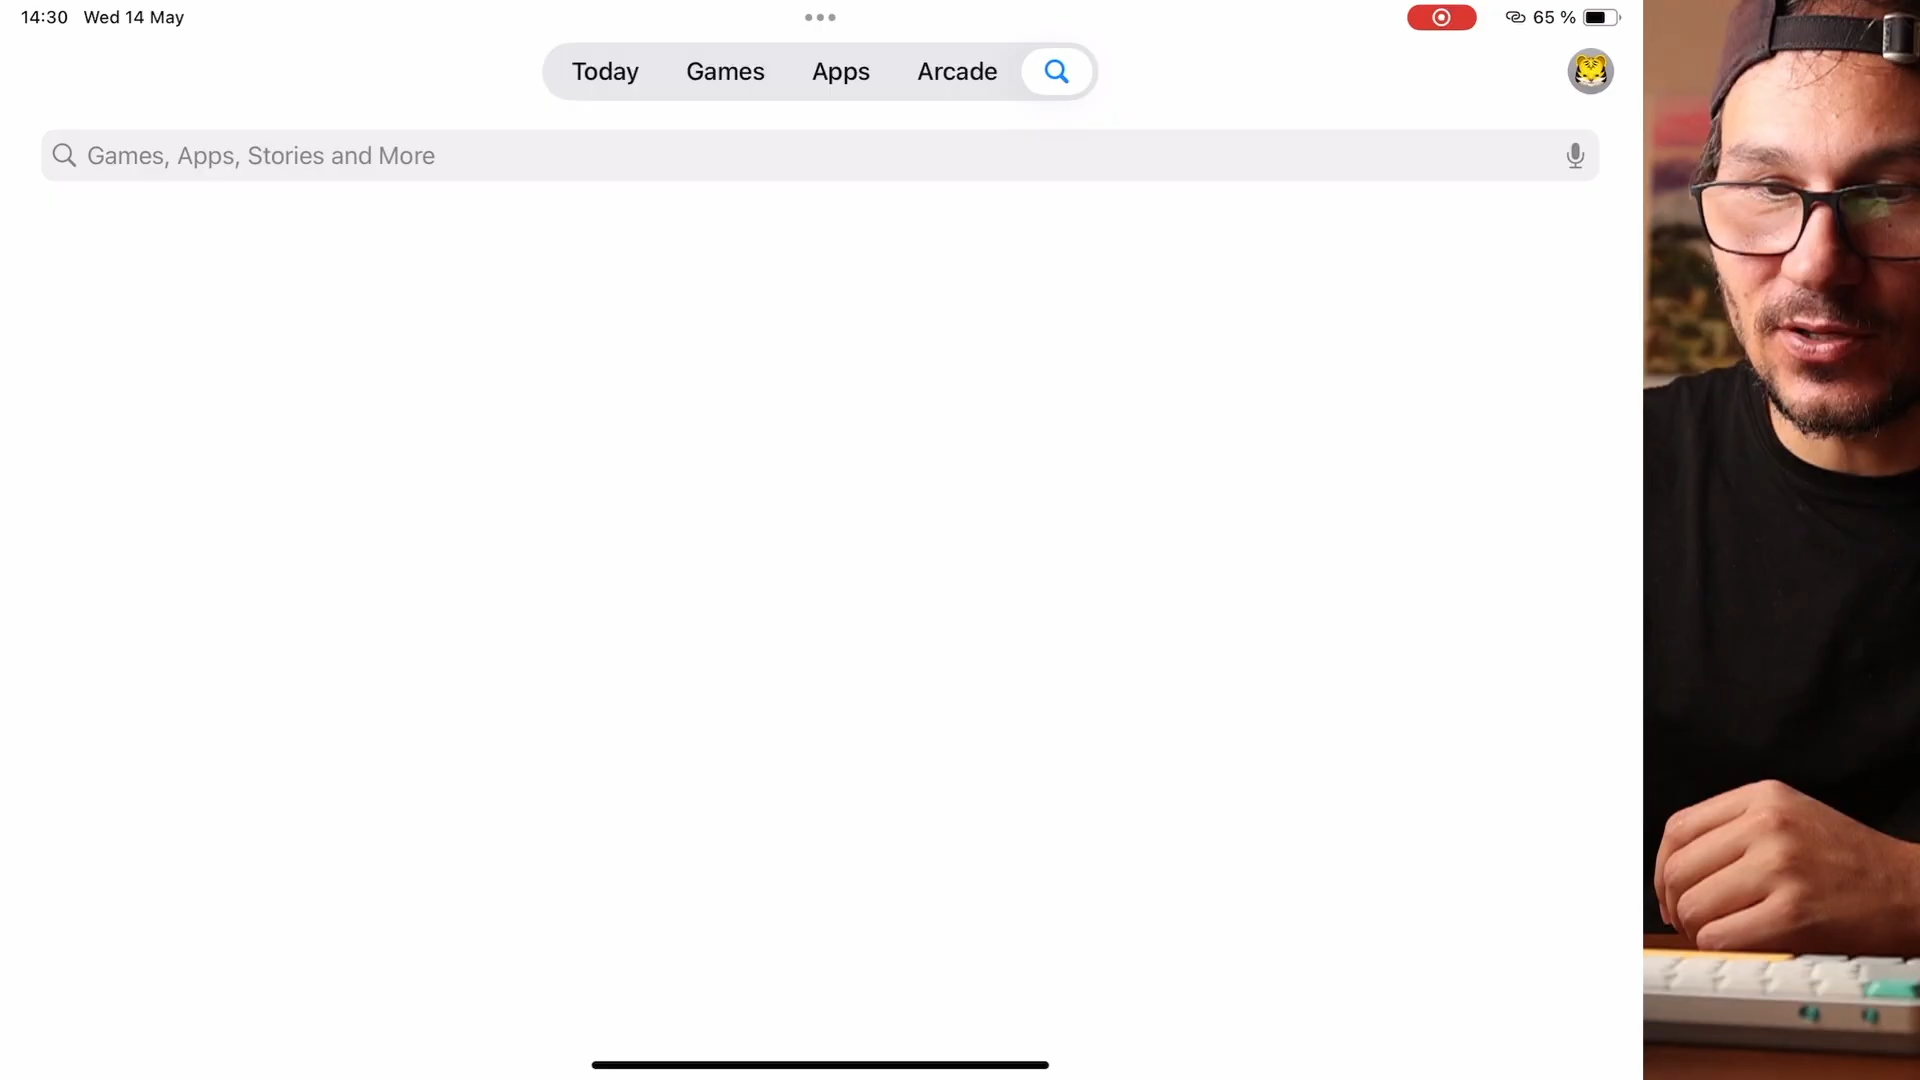 14:30 Wed 14 May
65 %
Today Games Apps Arcade
Games, Apps, Stories and More